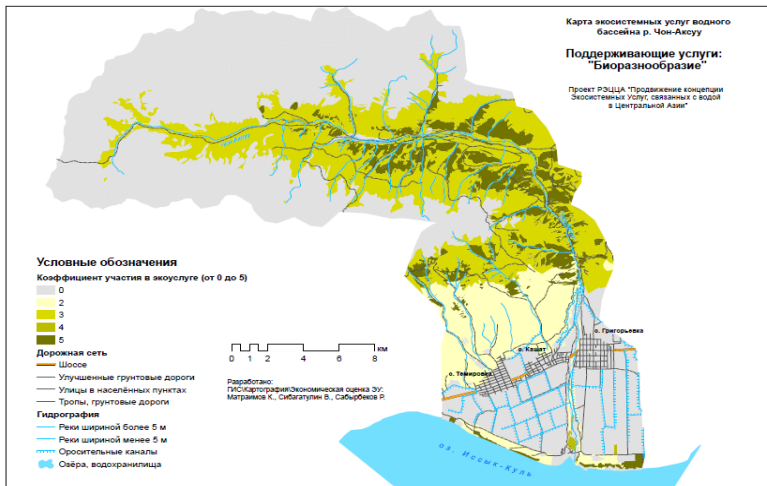 Карта экосистемных услуг водного
бассейна р. Чон-Аксуу
Поддерживающие услуги:
"Биоразнообразие"
Проект РЭЦЦА "Продвижение концепции
Экосистемных Услуг, связанных с водой
в Центральной Азии"
Условные обозначения
Коэффициент участия в экоуслуге (от 0 до 5)
0
2
3
4
5
Дорожная сеть
Шоссе
Улучшенные грунтовые дороги
Улицы в населённых пунктах
Тропы, грунтовые дороги
Гидрография
Реки шириной более 5 м
Реки шириной менее 5 м
Оросительные каналы
Озёра, водохранилища
0 1 2 4 6 8 км
Разработано:
ГИС\Картография\Экономическая оценка ЭУ:
Матраимов К., Сибагатулин В., Сабырбеков Р.
с. Григорьевка
с. Кашат
с. Темировка
оз. Иссык-Куль